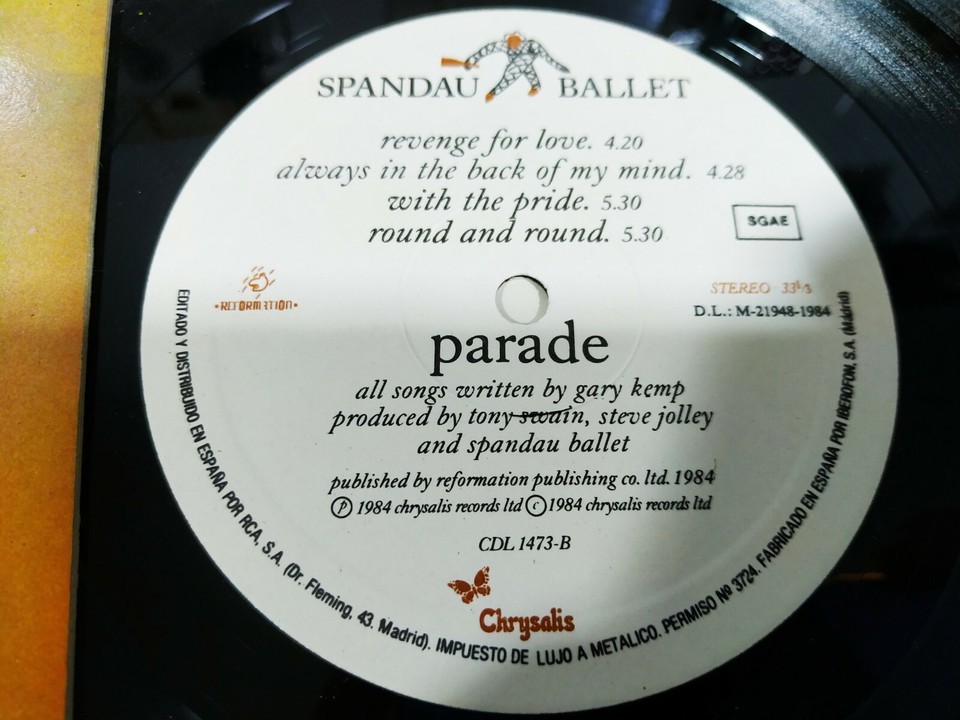 SPANDAU BALLET
revenge for love. 4.20
always in the back of my mind. 4.28
with the pride. 5.30
round and round. 5.30
SGAE
REFORMATION
STEREO 33⅓
D.L.: M-21948-1984
parade
all songs written by gary kemp
produced by tony swain, steve jolley
and spandau ballet
published by reformation publishing co. ltd. 1984
Ⓟ 1984 chrysalis records ltd Ⓒ 1984 chrysalis records ltd
CDL 1473-B
Chrysalis
EDITADO Y DISTRIBUIDO EN ESPAÑA POR RCA, S.A. (Dr. Fleming, 43. Madrid). IMPUESTO DE LUJO A METALICO. PERMISO Nº 3724. FABRICADO EN ESPAÑA POR IBEROFON, S.A. (Madrid)